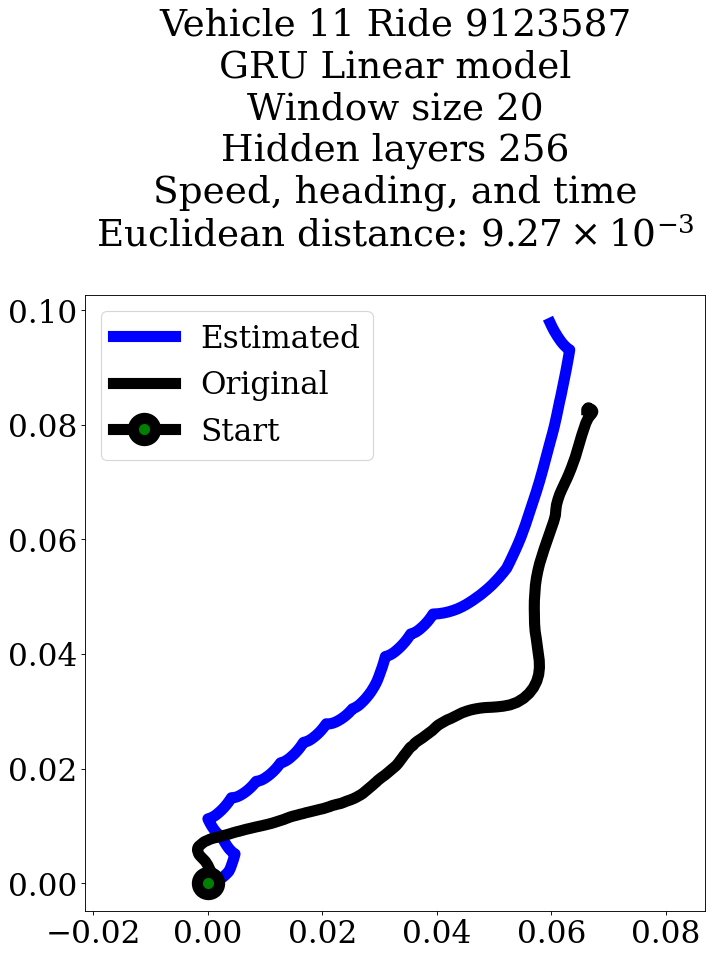 Vehicle 11 Ride 9123587
GRU Linear model
Window size 20
Hidden layers 256
Speed, heading, and time
Euclidean distance: 9.27 × 10⁻³
Estimated
Original
Start
0.10
0.08
0.06
0.04
0.02
0.00
−0.02 0.00 0.02 0.04 0.06 0.08